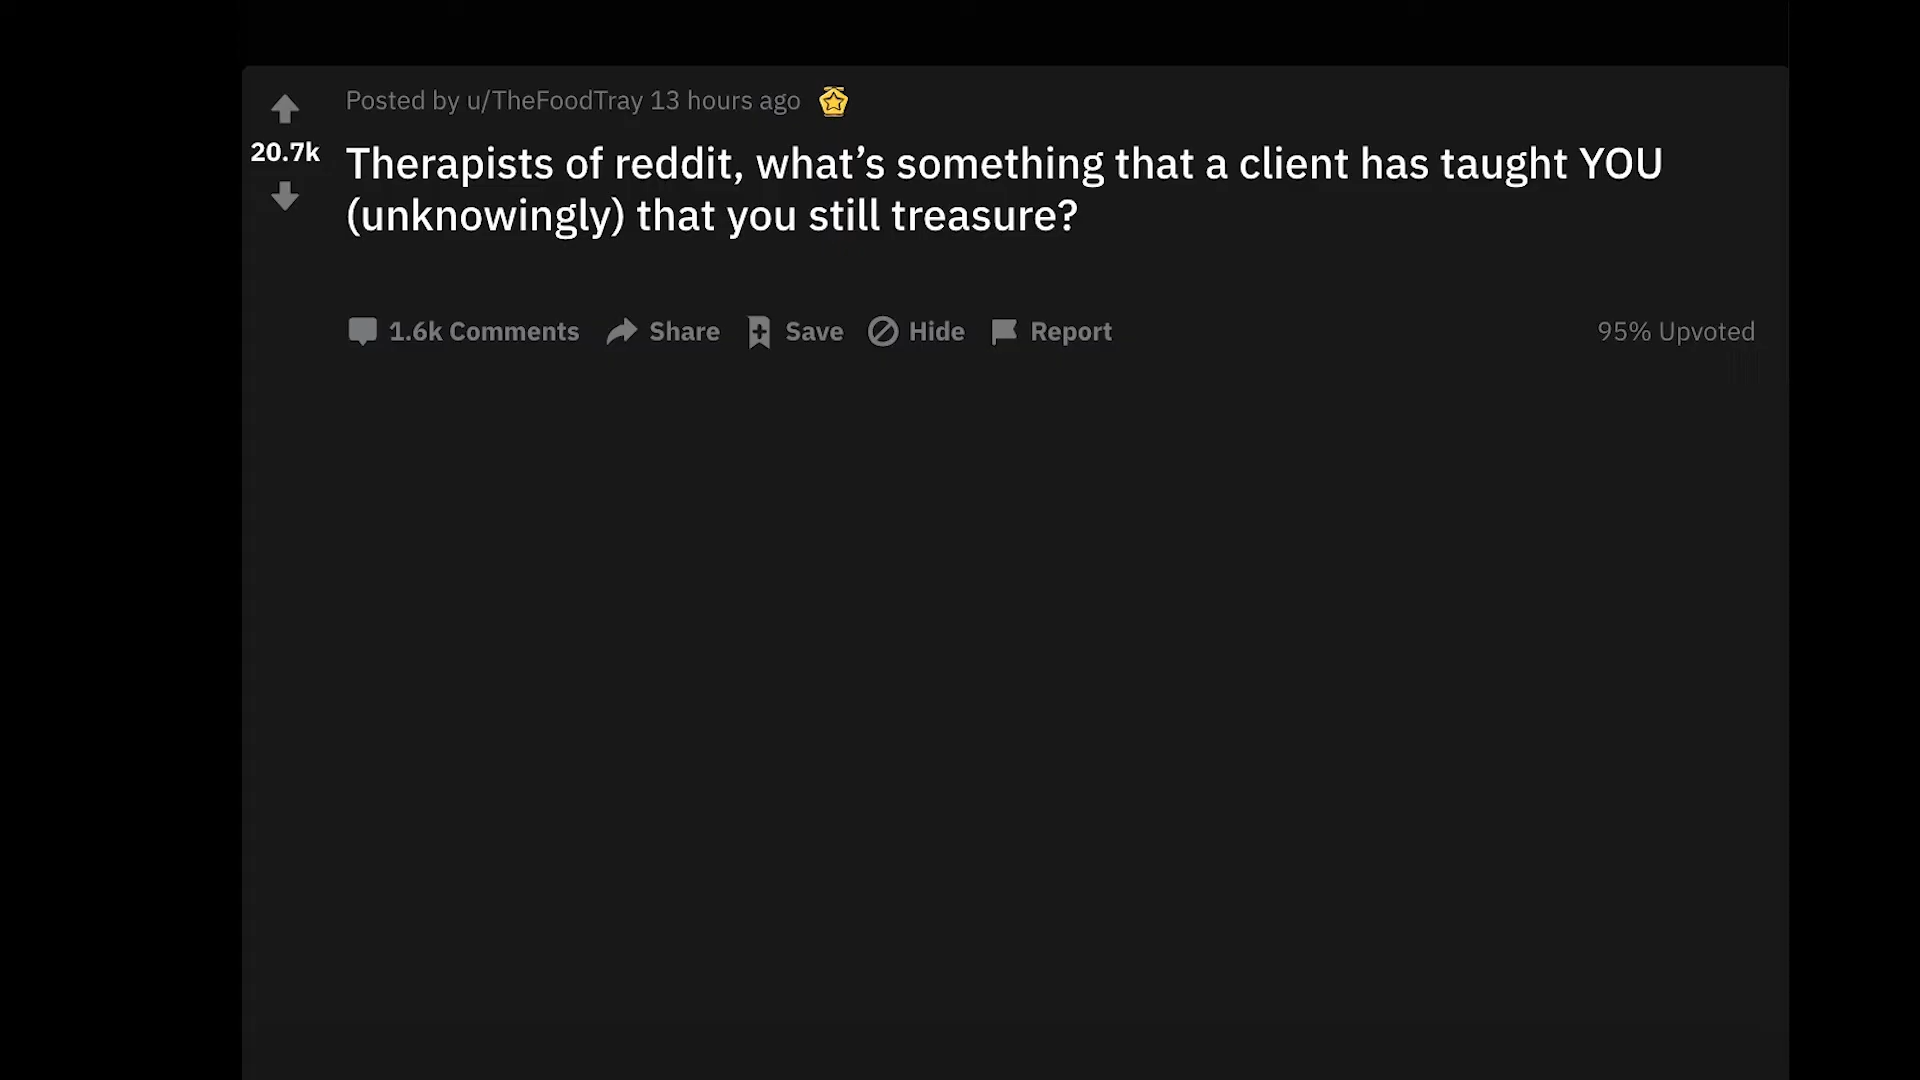 Posted by u/TheFoodTray 13 hours ago
20.7k
Therapists of reddit, what’s something that a client has taught YOU
(unknowingly) that you still treasure?
1.6k Comments Share Save Hide Report 95% Upvoted